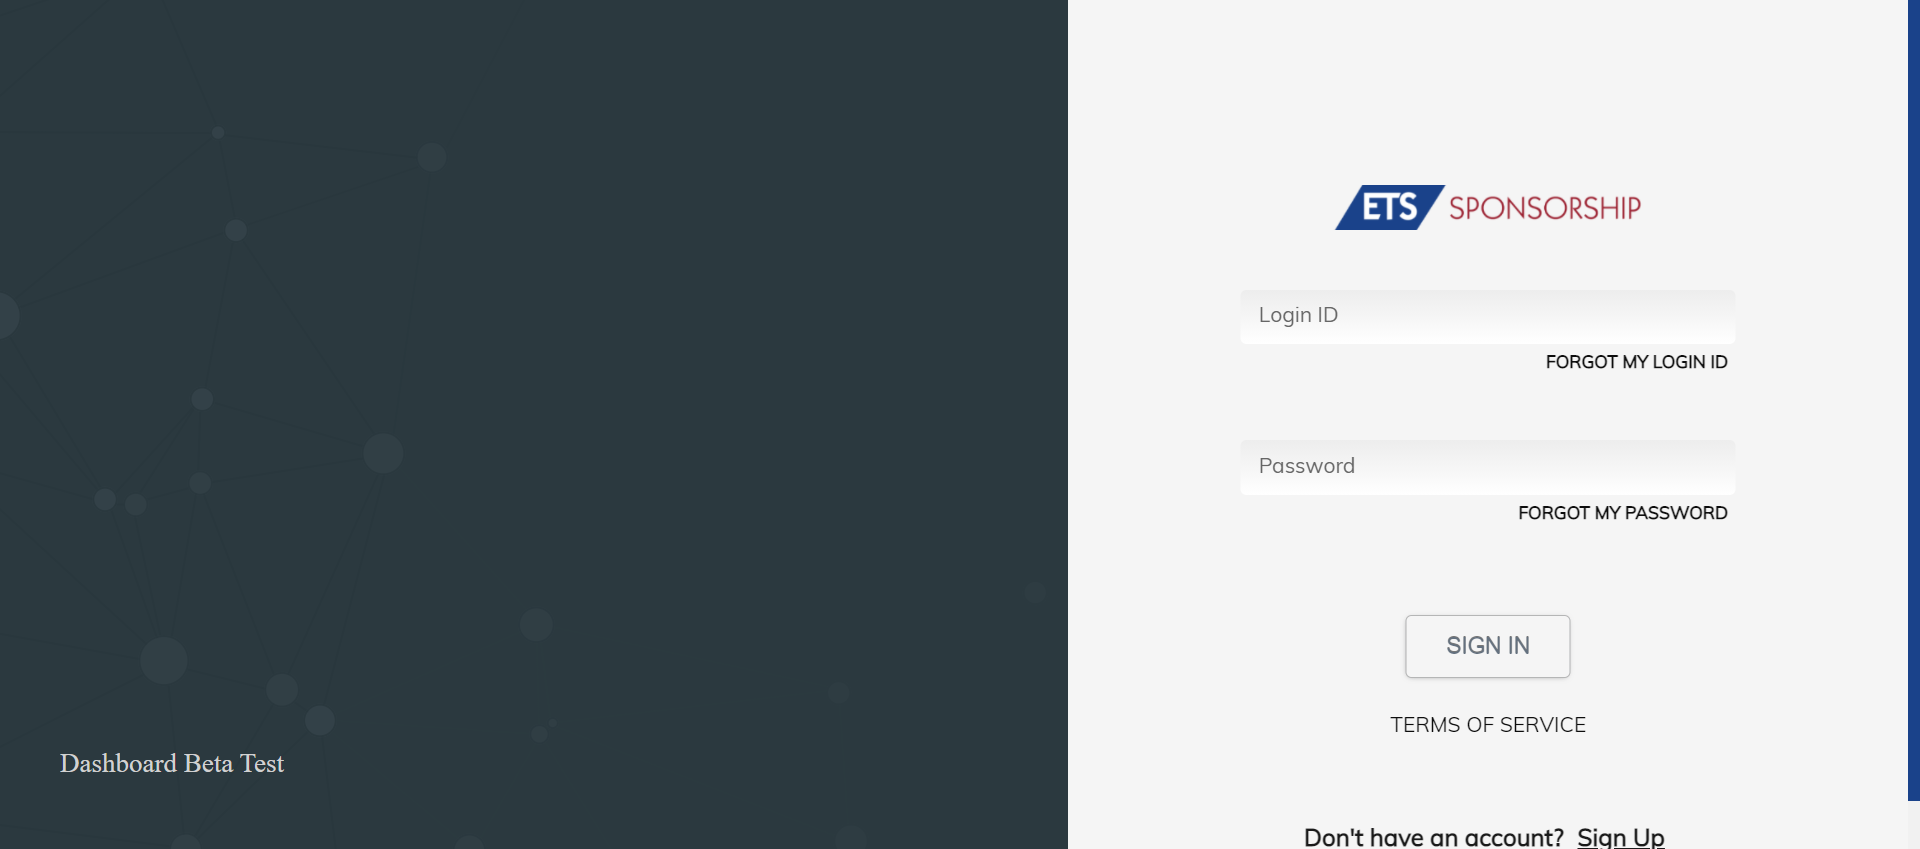 ETS SPONSORSHIP
Login ID
FORGOT MY LOGIN ID
Password
FORGOT MY PASSWORD
SIGN IN
TERMS OF SERVICE
Dashboard Beta Test
Don't have an account? Sign Up